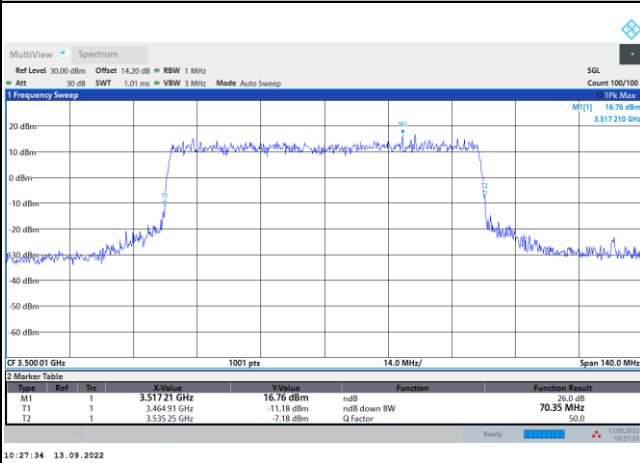 MultiView Spectrum
Ref Level 30.00 dBm Offset 14.20 dB RBW 1 MHz SGL
Att 30 dB SWT 1.01 ms VBW 3 MHz Mode Auto Sweep Count 100/100
1 Frequency Sweep 1Pk Max
M1[1] 16.76 dBm
3.517 210 GHz
M1
20 dBm
10 dBm
0 dBm
T1 T2
-10 dBm
-20 dBm
-30 dBm
-40 dBm
-50 dBm
-60 dBm
CF 3.500 01 GHz 1001 pts 14.0 MHz/ Span 140.0 MHz
2 Marker Table
Type Ref Trc X-Value Y-Value Function Function Result
M1 1 3.517 21 GHz 16.76 dBm ndB 26.0 dB
T1 1 3.464 91 GHz -11.18 dBm ndB down BW 70.35 MHz
T2 1 3.535 25 GHz -7.18 dBm Q Factor 50.0
Ready 13.09.2022
10:27:33
10:27:34 13.09.2022